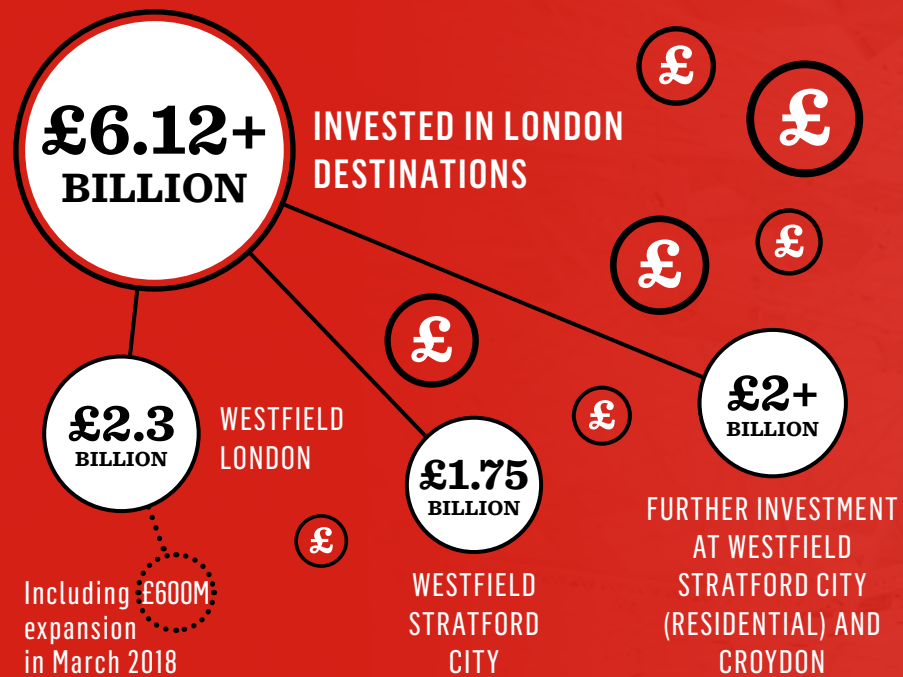 £6.12+
BILLION
INVESTED IN LONDON
DESTINATIONS
£
£
£
£
£
£
£
£2.3
BILLION
WESTFIELD
LONDON
Including £600M
expansion
in March 2018
£1.75
BILLION
WESTFIELD
STRATFORD
CITY
£2+
BILLION
FURTHER INVESTMENT
AT WESTFIELD
STRATFORD CITY
(RESIDENTIAL) AND
CROYDON